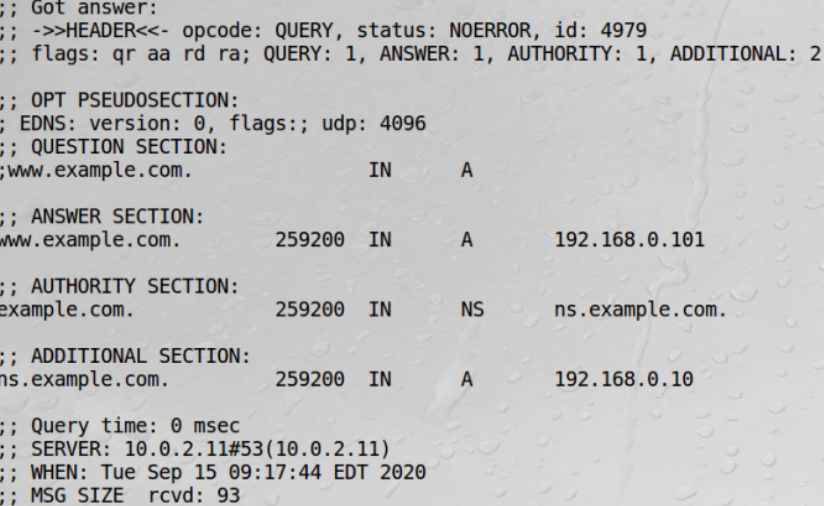 ;; Got answer:
;; ->>HEADER<<- opcode: QUERY, status: NOERROR, id: 4979
;; flags: qr aa rd ra; QUERY: 1, ANSWER: 1, AUTHORITY: 1, ADDITIONAL: 2
;; OPT PSEUDOSECTION:
; EDNS: version: 0, flags:; udp: 4096
;; QUESTION SECTION:
;www.example.com. IN A
;; ANSWER SECTION:
www.example.com. 259200 IN A 192.168.0.101
;; AUTHORITY SECTION:
example.com. 259200 IN NS ns.example.com.
;; ADDITIONAL SECTION:
ns.example.com. 259200 IN A 192.168.0.10
;; Query time: 0 msec
;; SERVER: 10.0.2.11#53(10.0.2.11)
;; WHEN: Tue Sep 15 09:17:44 EDT 2020
;; MSG SIZE rcvd: 93